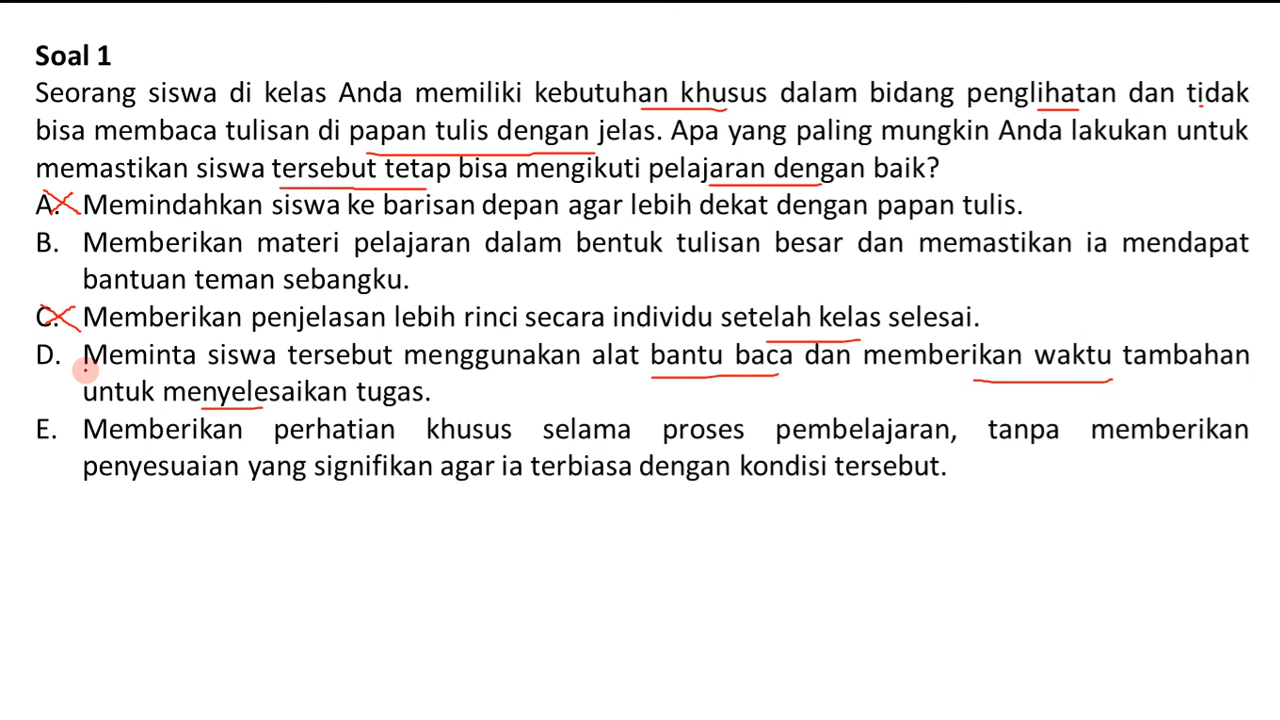 Soal 1
Seorang siswa di kelas Anda memiliki kebutuhan khusus dalam bidang penglihatan dan tidak
bisa membaca tulisan di papan tulis dengan jelas. Apa yang paling mungkin Anda lakukan untuk
memastikan siswa tersebut tetap bisa mengikuti pelajaran dengan baik?
A. Memindahkan siswa ke barisan depan agar lebih dekat dengan papan tulis.
B. Memberikan materi pelajaran dalam bentuk tulisan besar dan memastikan ia mendapat
bantuan teman sebangku.
C. Memberikan penjelasan lebih rinci secara individu setelah kelas selesai.
D. Meminta siswa tersebut menggunakan alat bantu baca dan memberikan waktu tambahan
untuk menyelesaikan tugas.
E. Memberikan perhatian khusus selama proses pembelajaran, tanpa memberikan
penyesuaian yang signifikan agar ia terbiasa dengan kondisi tersebut.